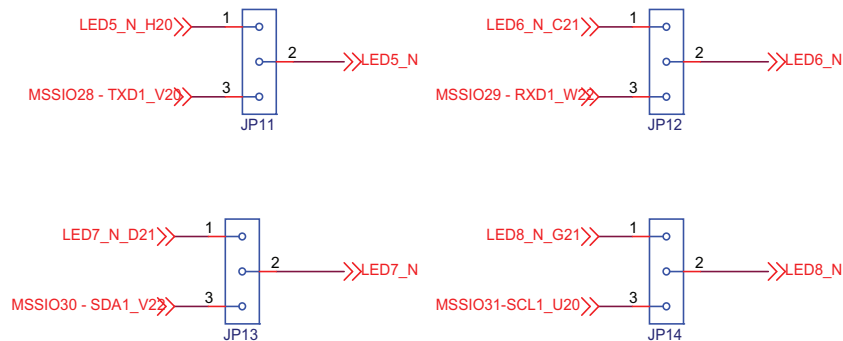 LED5_N_H20 1
2 LED5_N
MSSIO28 - TXD1_V20 3
JP11
LED6_N_C21 1
2 LED6_N
MSSIO29 - RXD1_W22 3
JP12
LED7_N_D21 1
2 LED7_N
MSSIO30 - SDA1_V22 3
JP13
LED8_N_G21 1
2 LED8_N
MSSIO31-SCL1_U20 3
JP14